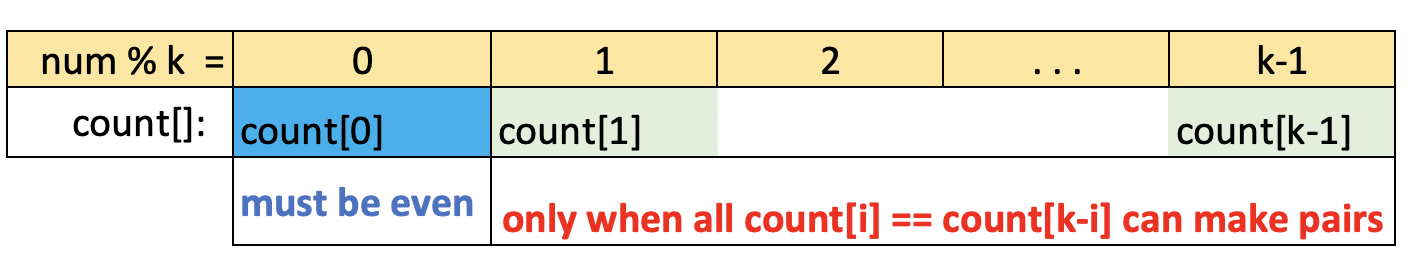 num % k = 0 1 2 ... k-1
count[]: count[0] count[1] count[k-1]
must be even only when all count[i] == count[k-i] can make pairs